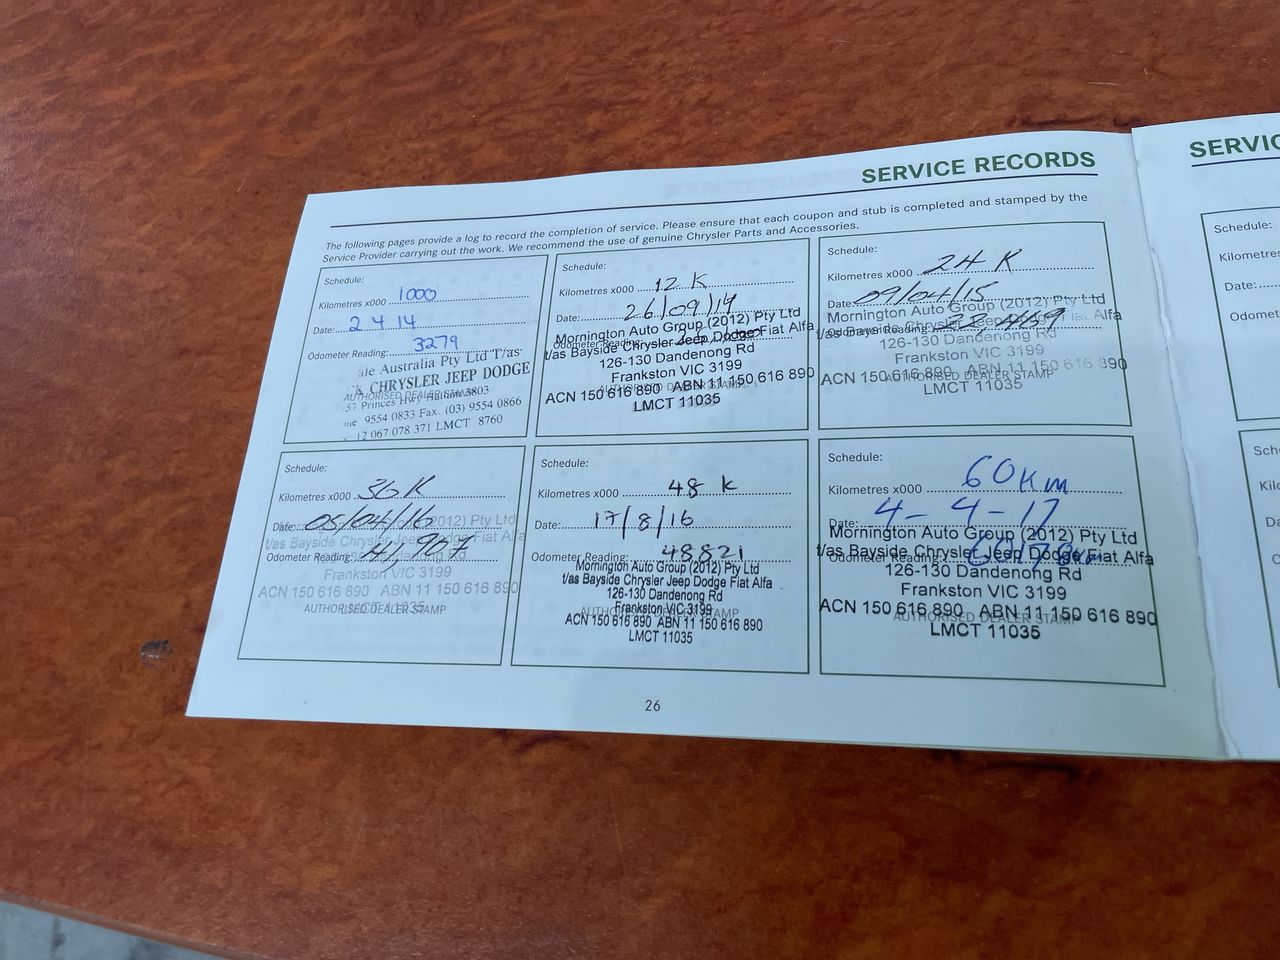 SERVICE RECORDS
The following pages provide a log to record the completion of service. Please ensure that each coupon and stub is completed and stamped by the
Service Provider carrying out the work. We recommend the use of genuine Chrysler Parts and Accessories.
Schedule:
Kilometres x000 1000
Date: 2 4 14
Odometer Reading: 3279
Australia Pty Ltd T/as
CHRYSLER JEEP DODGE
AUTHORISED DEALER STAMP
Princes Hwy Hallam 3803
9554 0833 Fax. (03) 9554 0866
12 067 078 371 LMCT 8760
Schedule:
Kilometres x000 12 K
Date: 26/09/14
Mornington Auto Group (2012) Pty Ltd
Odometer Reading:
t/as Bayside Chrysler Jeep Dodge Fiat Alfa
126-130 Dandenong Rd
Frankston VIC 3199
AUTHORISED DEALER STAMP
ACN 150 616 890 ABN 11 150 616 890
LMCT 11035
Schedule:
Kilometres x000 24 K
Date: 09/04/15
Mornington Auto Group (2012) Pty Ltd
t/as Bayside Chrysler Jeep Dodge Fiat Alfa
Odometer Reading:
126-130 Dandenong Rd
Frankston VIC 3199
ACN 150 616 890 ABN 11 150 616 890
AUTHORISED DEALER STAMP
LMCT 11035
Schedule:
Kilometres x000 36 K
Date: 05/04/16
(2012) Pty Ltd
t/as Bayside Chrysler Jeep Dodge Fiat Alfa
Odometer Reading:
Frankston VIC 3199
ACN 150 616 890 ABN 11 150 616 890
AUTHORISED DEALER STAMP
Schedule:
Kilometres x000 48 K
Date: 17/8/16
Odometer Reading: 48821
Mornington Auto Group (2012) Pty Ltd
t/as Bayside Chrysler Jeep Dodge Fiat Alfa
126-130 Dandenong Rd
Frankston VIC 3199
AUTHORISED DEALER STAMP
ACN 150 616 890 ABN 11 150 616 890
LMCT 11035
Schedule:
Kilometres x000 60 Km
Date: 4-4-17
Mornington Auto Group (2012) Pty Ltd
t/as Bayside Chrysler Jeep Dodge Fiat Alfa
Odometer Reading:
126-130 Dandenong Rd
Frankston VIC 3199
ACN 150 616 890 ABN 11 150 616 890
AUTHORISED DEALER STAMP
LMCT 11035
26
Schedule: